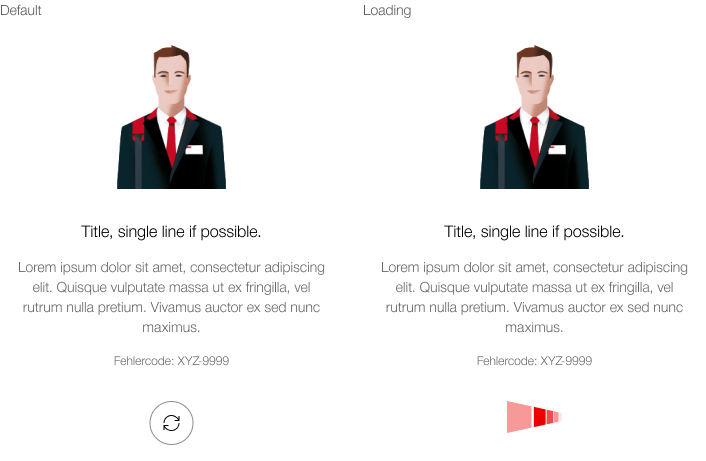 Default
Loading
Title, single line if possible.
Lorem ipsum dolor sit amet, consectetur adipiscing
elit. Quisque vulputate massa ut ex fringilla, vel
rutrum nulla pretium. Vivamus auctor ex sed nunc
maximus.
Fehlercode: XYZ-9999
Title, single line if possible.
Lorem ipsum dolor sit amet, consectetur adipiscing
elit. Quisque vulputate massa ut ex fringilla, vel
rutrum nulla pretium. Vivamus auctor ex sed nunc
maximus.
Fehlercode: XYZ-9999